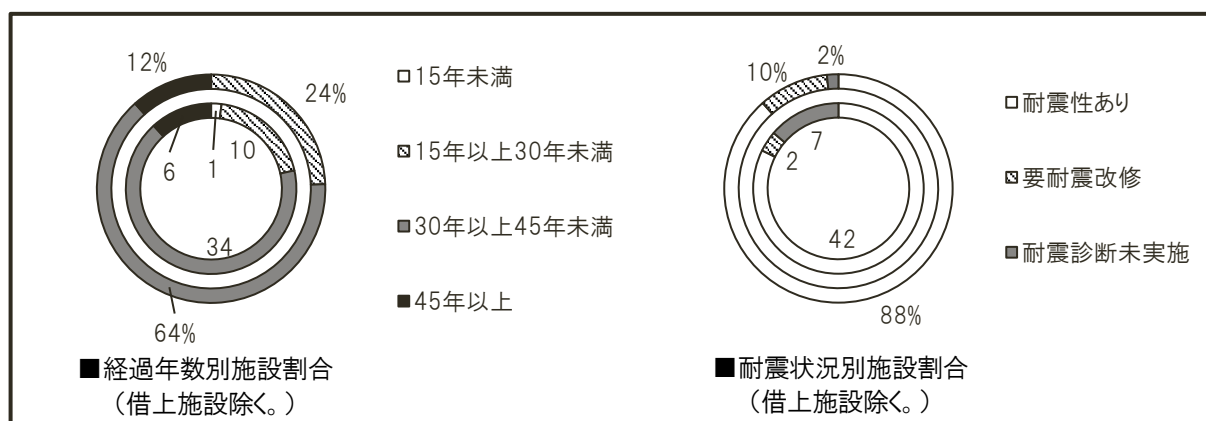 12%
24%
6
1
10
34
64%
□15年未満
15年以上30年未満
■30年以上45年未満
■45年以上
■経過年数別施設割合
（借上施設除く。）
10%
2%
2
7
42
88%
□耐震性あり
要耐震改修
■耐震診断未実施
■耐震状況別施設割合
（借上施設除く。）